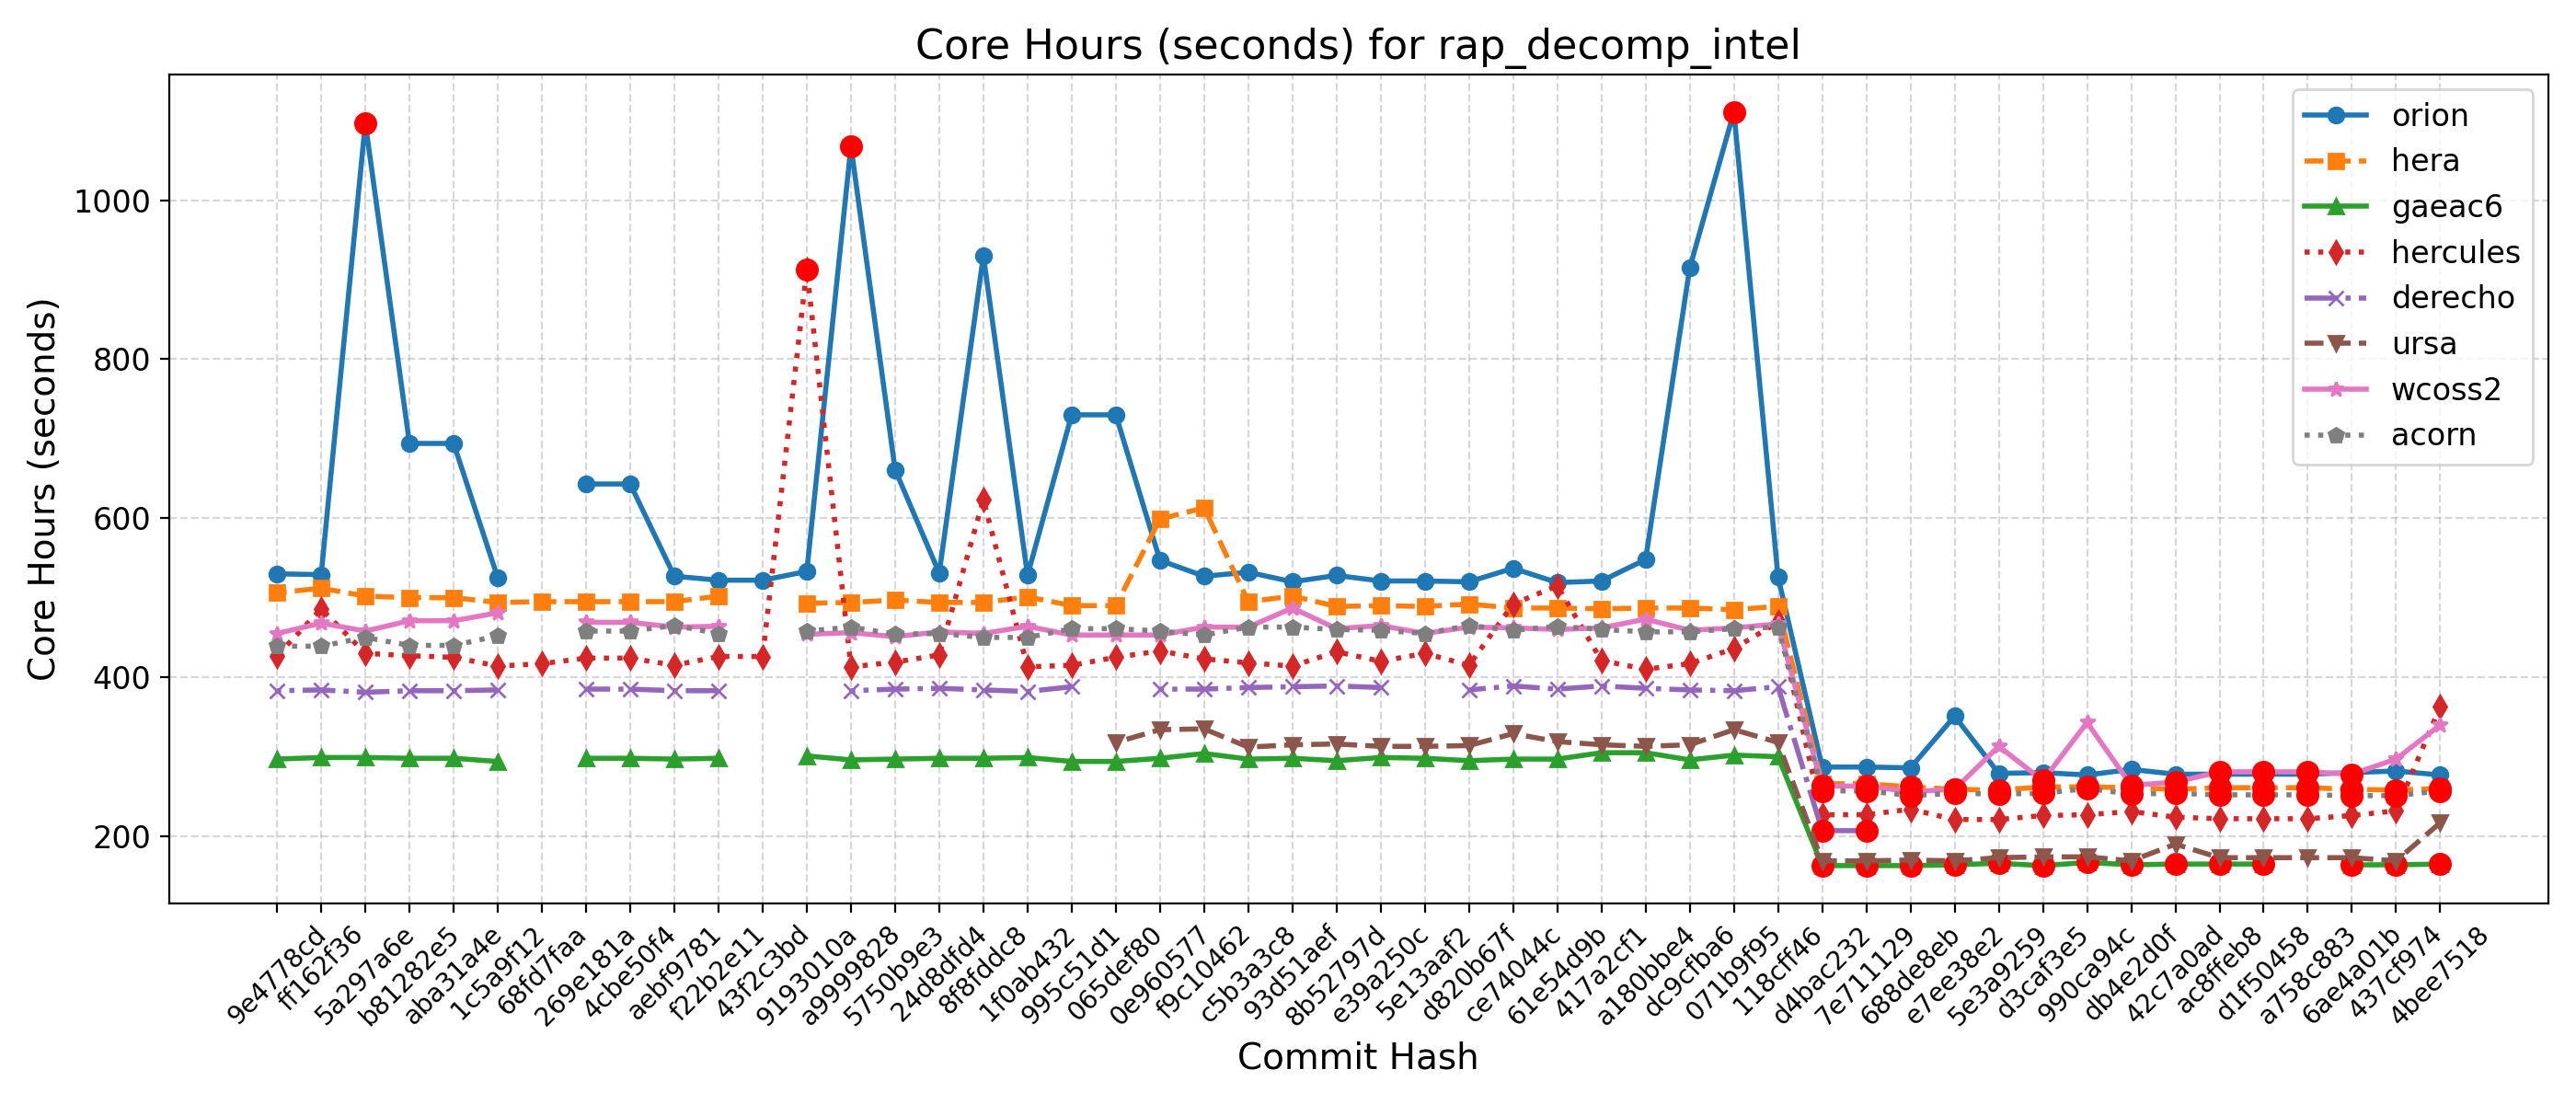 Core Hours (seconds) for rap_decomp_intel
Core Hours (seconds)
1000
800
600
400
200
orion
hera
gaeac6
hercules
derecho
ursa
wcoss2
acorn
9e4778cd
ff162f36
5a297a6e
b81282e5
aba31a4e
1c5a9f12
68fd7faa
269e181a
4cbe50f4
aebf9781
f22b2e11
43f2c3bd
9193010a
a9999828
5750b9e3
24d8dfd4
8f8fddc8
1f0ab432
995c51d1
065def80
0e960577
f9c10462
c5b3a3c8
93d51aef
8b52797d
e39a250c
5e13aaf2
d820b67f
ce74044c
61e54d9b
417a2cf1
a180bbe4
dc9cfba6
071b9f95
118cff46
d4bac232
7e711129
688de8eb
e7ee38e2
5e3a9259
d3caf3e5
990ca94c
db4e2d0f
42c7a0ad
ac8ffeb8
d1f50458
a758c883
6ae4a01b
437cf974
4bee7518
Commit Hash